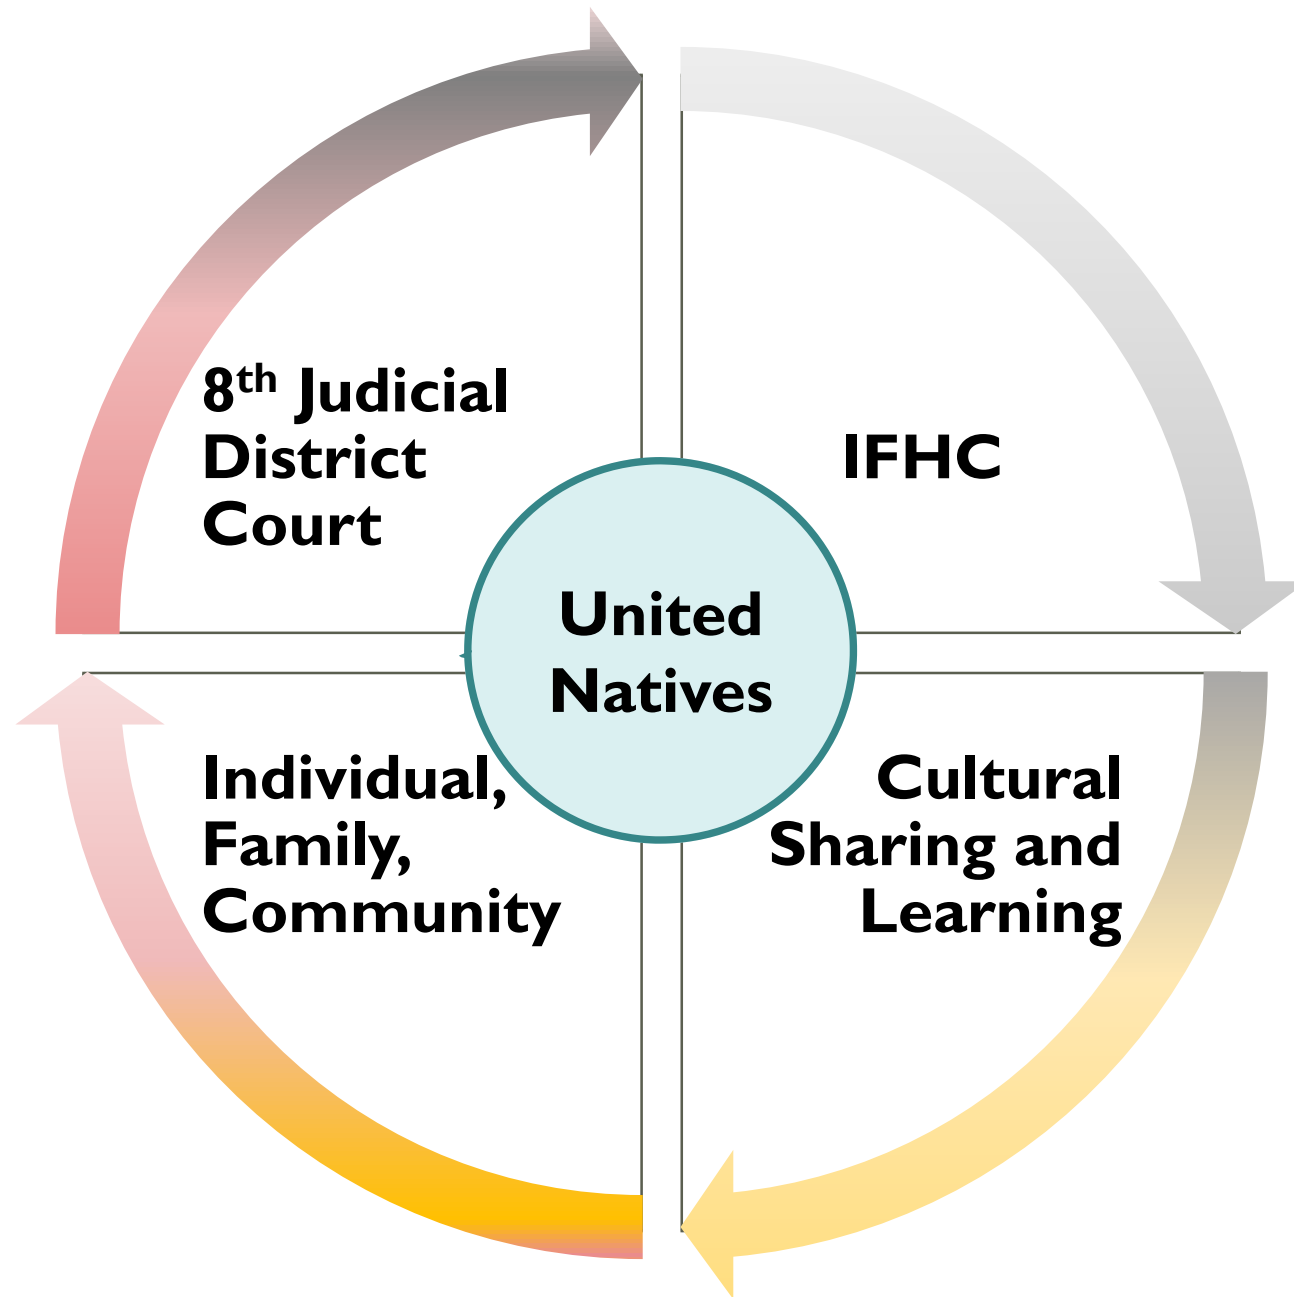 8th Judicial
District
Court
IFHC
United
Natives
Individual,
Family,
Community
Cultural
Sharing and
Learning